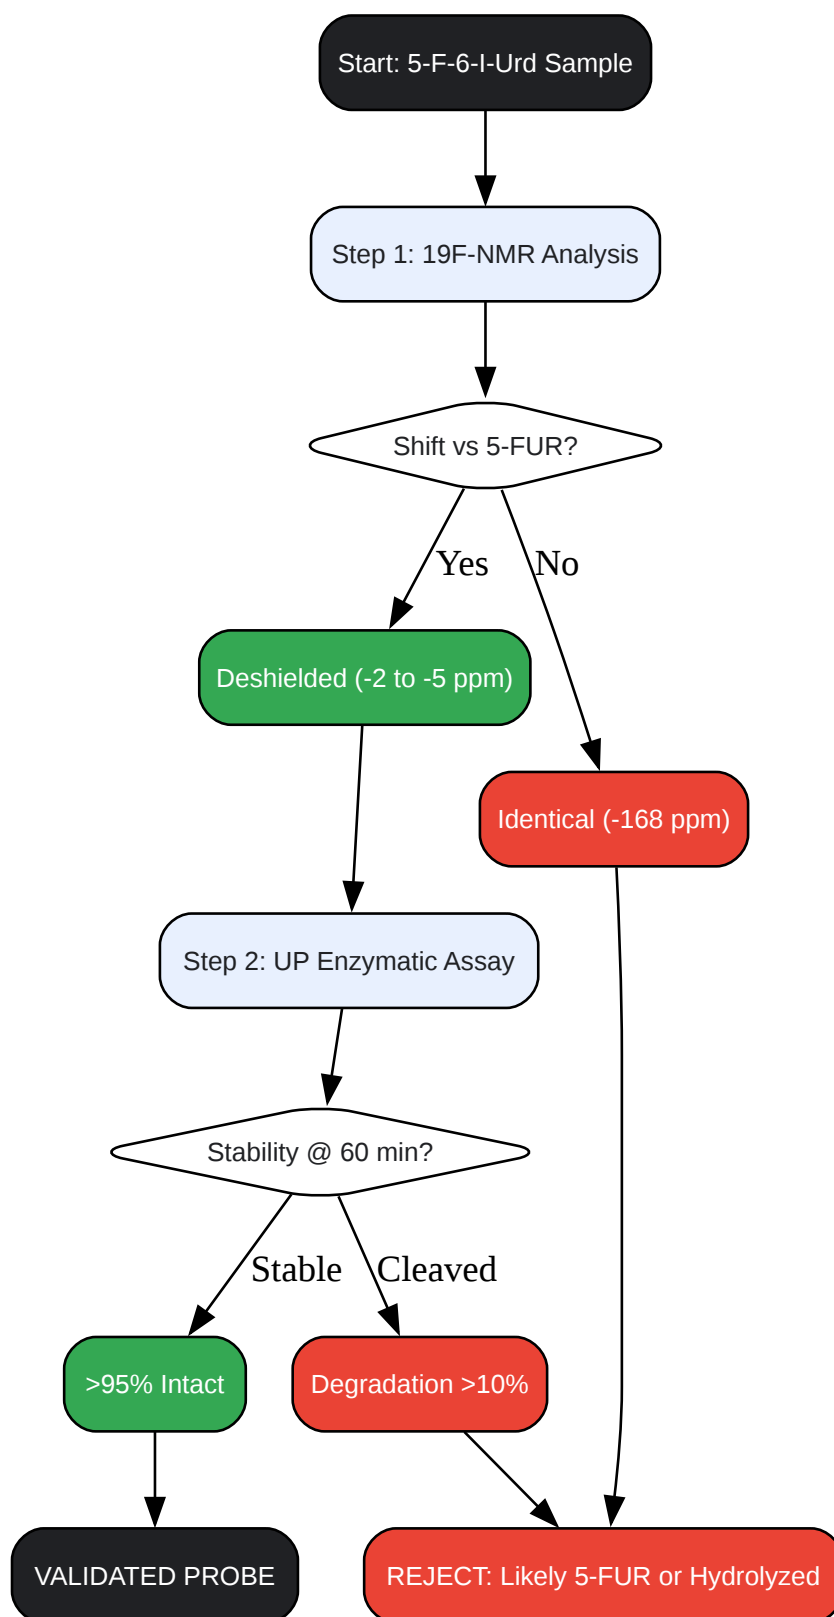 Start: 5-F-6-I-Urd Sample
Step 1: 19F-NMR Analysis
Shift vs 5-FUR?
Yes
No
Deshielded (-2 to -5 ppm)
Identical (-168 ppm)
Step 2: UP Enzymatic Assay
Stability @ 60 min?
Stable
Cleaved
>95% Intact
Degradation >10%
VALIDATED PROBE
REJECT: Likely 5-FUR or Hydrolyzed